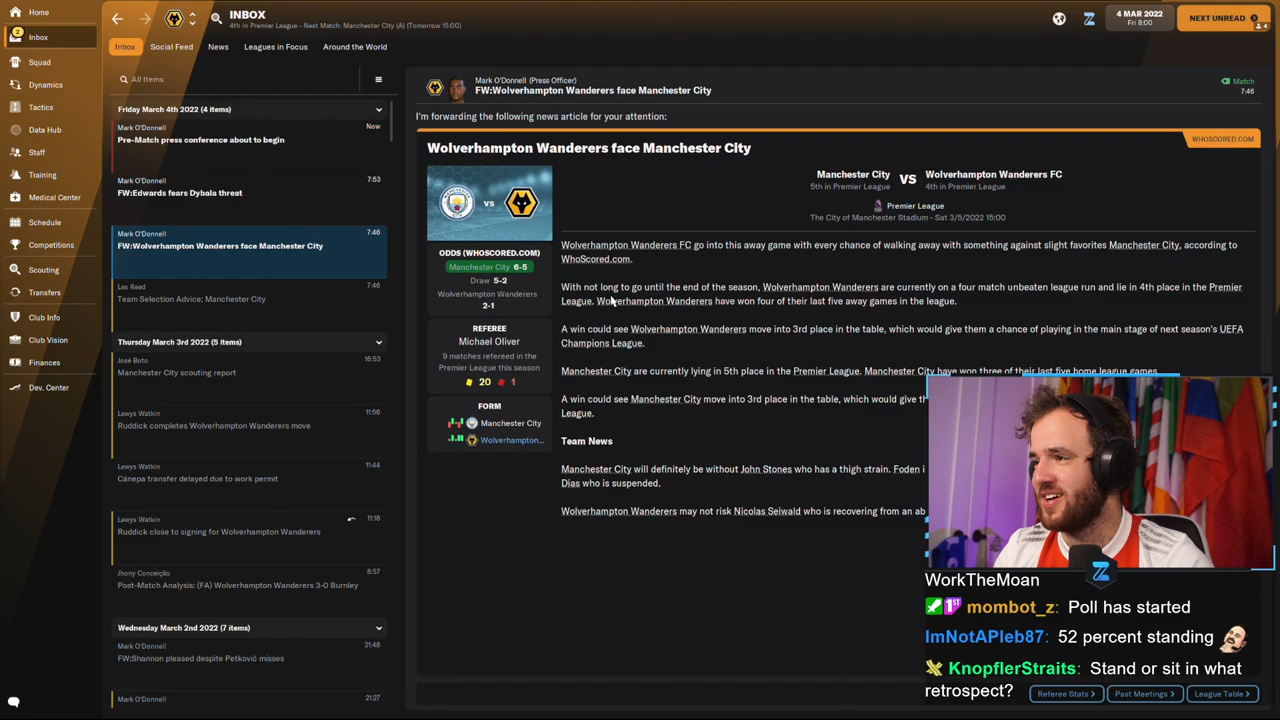 Home
2
Inbox
Squad
Dynamics
Tactics
Data Hub
Staff
Training
Medical Center
Schedule
Competitions
Scouting
Transfers
Club Info
Club Vision
Finances
Dev. Center
INBOX
4th in Premier League - Next Match: Manchester City (A) (Tomorrow 15:00)
4 MAR 2022
Fri 8:00
NEXT UNREAD
4
Inbox
Social Feed
News
Leagues in Focus
Around the World
All Items
Friday March 4th 2022 (4 items)
Mark O'Donnell
Now
Pre-Match press conference about to begin
Mark O'Donnell
7:53
FW:Edwards fears Dybala threat
Mark O'Donnell
7:46
FW:Wolverhampton Wanderers face Manchester City
Les Reed
7:46
Team Selection Advice: Manchester City
Thursday March 3rd 2022 (5 items)
José Boto
16:53
Manchester City scouting report
Lewys Watkin
11:56
Ruddick completes Wolverhampton Wanderers move
Lewys Watkin
11:44
Cánepa transfer delayed due to work permit
Lewys Watkin
11:18
Ruddick close to signing for Wolverhampton Wanderers
Jhony Conceição
8:57
Post-Match Analysis: (FA) Wolverhampton Wanderers 3-0 Burnley
Wednesday March 2nd 2022 (7 items)
Mark O'Donnell
21:48
FW:Shannon pleased despite Petković misses
Mark O'Donnell
21:27
Mark O'Donnell (Press Officer)
FW:Wolverhampton Wanderers face Manchester City
Match
7:46
I'm forwarding the following news article for your attention:
WHOSCORED.COM
Wolverhampton Wanderers face Manchester City
VS
ODDS (WHOSCORED.COM)
Manchester City 6-5
Draw 5-2
Wolverhampton Wanderers
2-1
REFEREE
Michael Oliver
9 matches refereed in the
Premier League this season
20
1
FORM
Manchester City
Wolverhampton...
Manchester City
5th in Premier League
VS
Wolverhampton Wanderers FC
4th in Premier League
Premier League
The City of Manchester Stadium - Sat 3/5/2022 15:00
Wolverhampton Wanderers FC go into this away game with every chance of walking away with something against slight favorites Manchester City, according to
WhoScored.com.
With not long to go until the end of the season, Wolverhampton Wanderers are currently on a four match unbeaten league run and lie in 4th place in the Premier
League. Wolverhampton Wanderers have won four of their last five away games in the league.
A win could see Wolverhampton Wanderers move into 3rd place in the table, which would give them a chance of playing in the main stage of next season's UEFA
Champions League.
Manchester City are currently lying in 5th place in the Premier League. Manchester City have won three of their last five home league games.
A win could see Manchester City move into 3rd place in the table, which would give th
League.
Team News
Manchester City will definitely be without John Stones who has a thigh strain. Foden i
Dias who is suspended.
Wolverhampton Wanderers may not risk Nicolas Seiwald who is recovering from an ab
WorkTheMoan
1ST mombot_z: Poll has started
ImNotAPleb87: 52 percent standing
KnopflerStraits: Stand or sit in what
retrospect?
Referee Stats >
Past Meetings >
League Table >